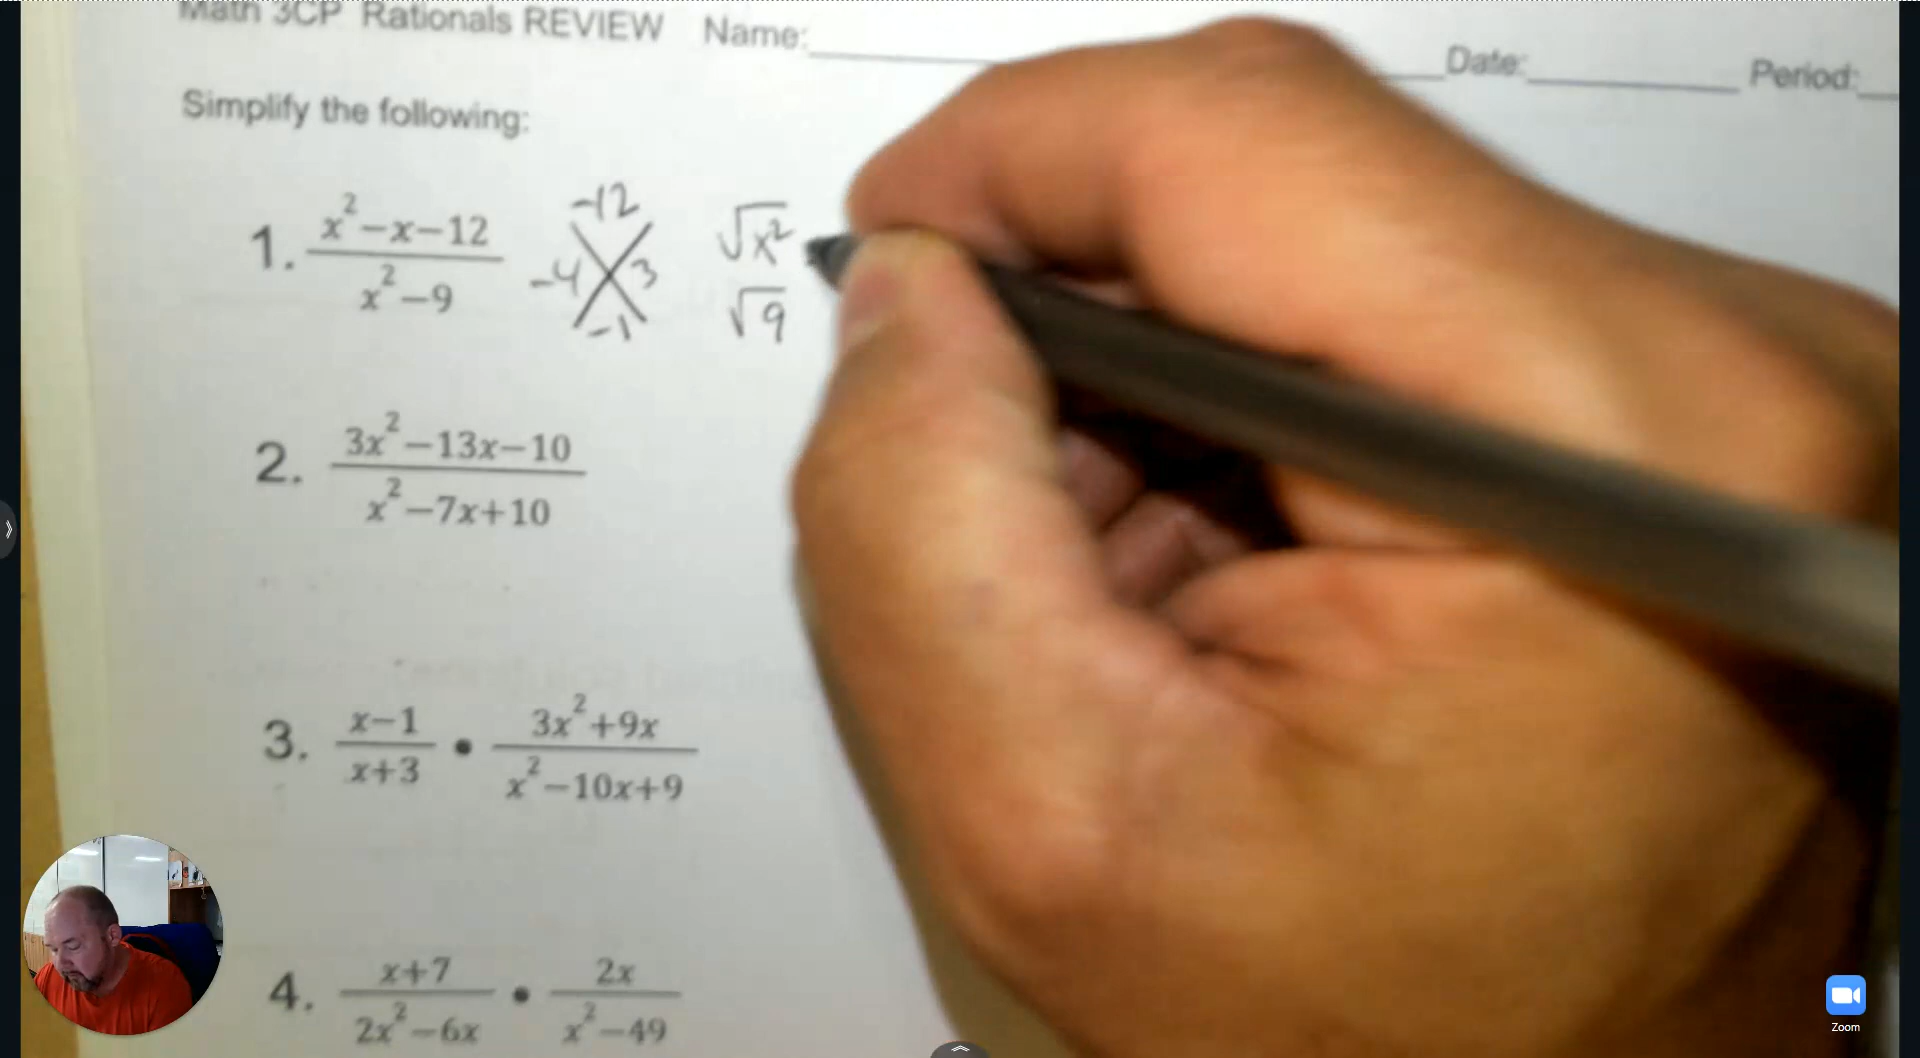 Math 3CP Rationals REVIEW Name: Date: Period:
Simplify the following:
1. x²-x-12 / x²-9
-12
-4 3
-1
√x²
√9
2. 3x²-13x-10 / x²-7x+10
3. x-1 / x+3 • 3x²+9x / x²-10x+9
4. x+7 / 2x²-6x • 2x / x²-49
Zoom